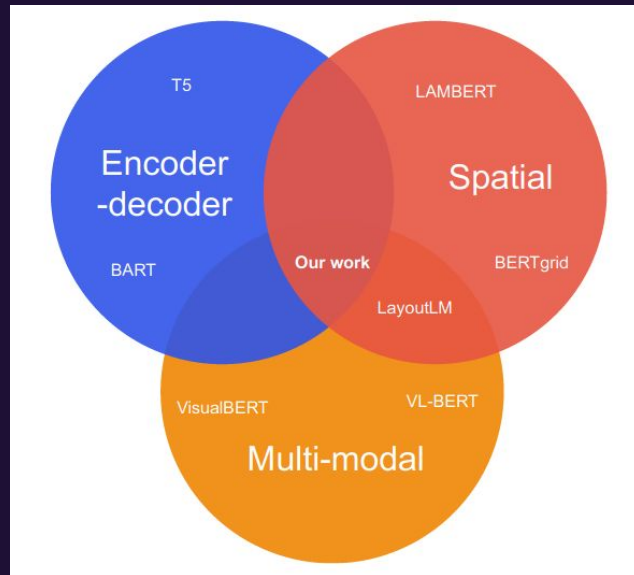 T5
LAMBERT
Encoder
-decoder
Spatial
BART
Our work
BERTgrid
LayoutLM
VisualBERT
VL-BERT
Multi-modal